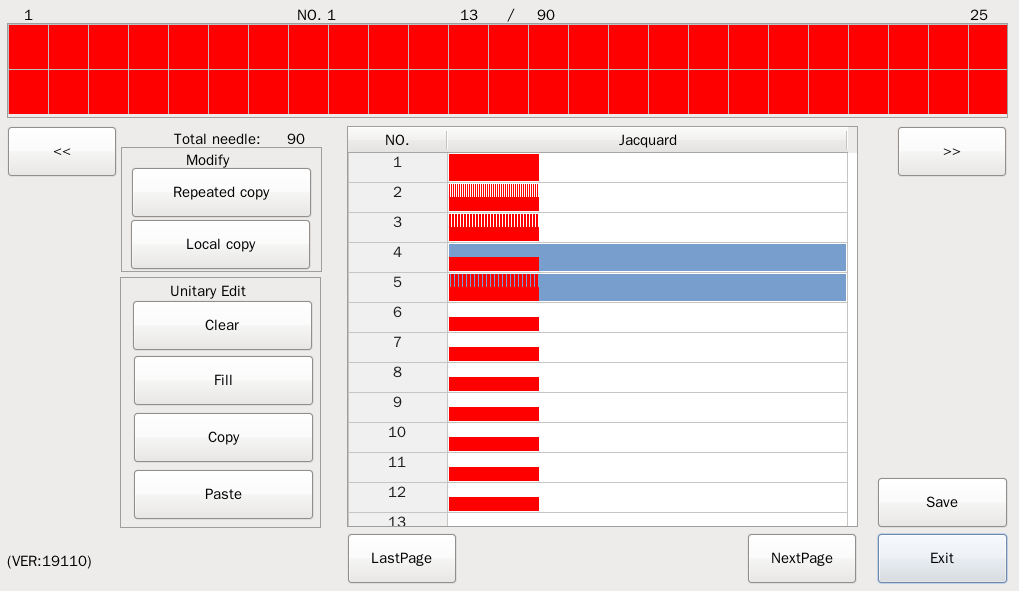 1 NO. 1 13 / 90 25
<< Total needle: 90 NO. Jacquard >>
Modify
Repeated copy
Local copy
Unitary Edit
Clear
Fill
Copy
Paste
1
2
3
4
5
6
7
8
9
10
11
12
13
Save
(VER:19110) LastPage NextPage Exit